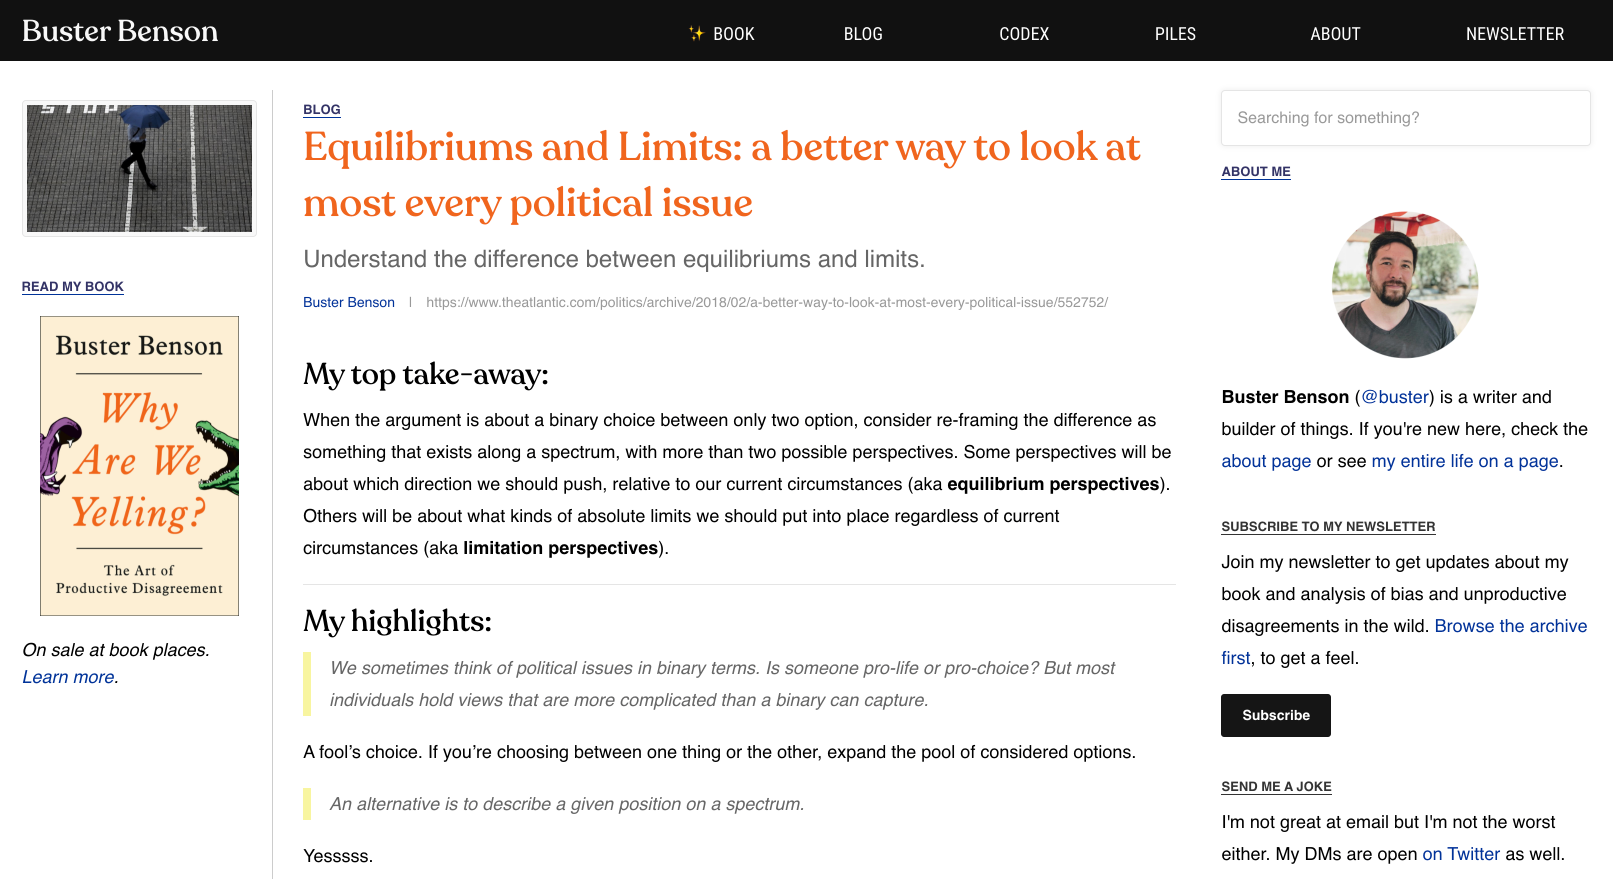 Buster Benson
✨ BOOK
BLOG
CODEX
PILES
ABOUT
NEWSLETTER
STOP
READ MY BOOK
Buster Benson
Why
Are We
Yelling?
The Art of
Productive Disagreement
On sale at book places.
Learn more.
BLOG
Equilibriums and Limits: a better way to look at
most every political issue
Understand the difference between equilibriums and limits.
Buster Benson | https://www.theatlantic.com/politics/archive/2018/02/a-better-way-to-look-at-most-every-political-issue/552752/
My top take-away:
When the argument is about a binary choice between only two option, consider re-framing the difference as
something that exists along a spectrum, with more than two possible perspectives. Some perspectives will be
about which direction we should push, relative to our current circumstances (aka equilibrium perspectives).
Others will be about what kinds of absolute limits we should put into place regardless of current
circumstances (aka limitation perspectives).
My highlights:
We sometimes think of political issues in binary terms. Is someone pro-life or pro-choice? But most
individuals hold views that are more complicated than a binary can capture.
A fool’s choice. If you’re choosing between one thing or the other, expand the pool of considered options.
An alternative is to describe a given position on a spectrum.
Yesssss.
Searching for something?
ABOUT ME
Buster Benson (@buster) is a writer and
builder of things. If you're new here, check the
about page or see my entire life on a page.
SUBSCRIBE TO MY NEWSLETTER
Join my newsletter to get updates about my
book and analysis of bias and unproductive
disagreements in the wild. Browse the archive
first, to get a feel.
Subscribe
SEND ME A JOKE
I'm not great at email but I'm not the worst
either. My DMs are open on Twitter as well.